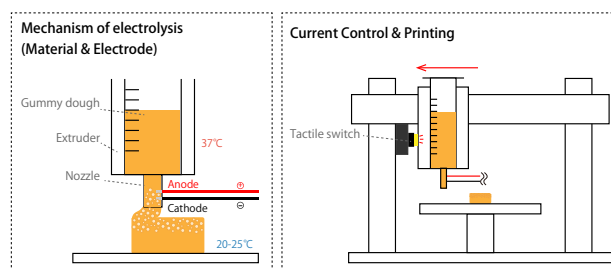 Mechanism of electrolysis
(Material & Electrode)
Gummy dough
Extruder
37℃
Nozzle
Anode
⊕
Cathode
⊖
20-25℃
Current Control & Printing
Tactile switch